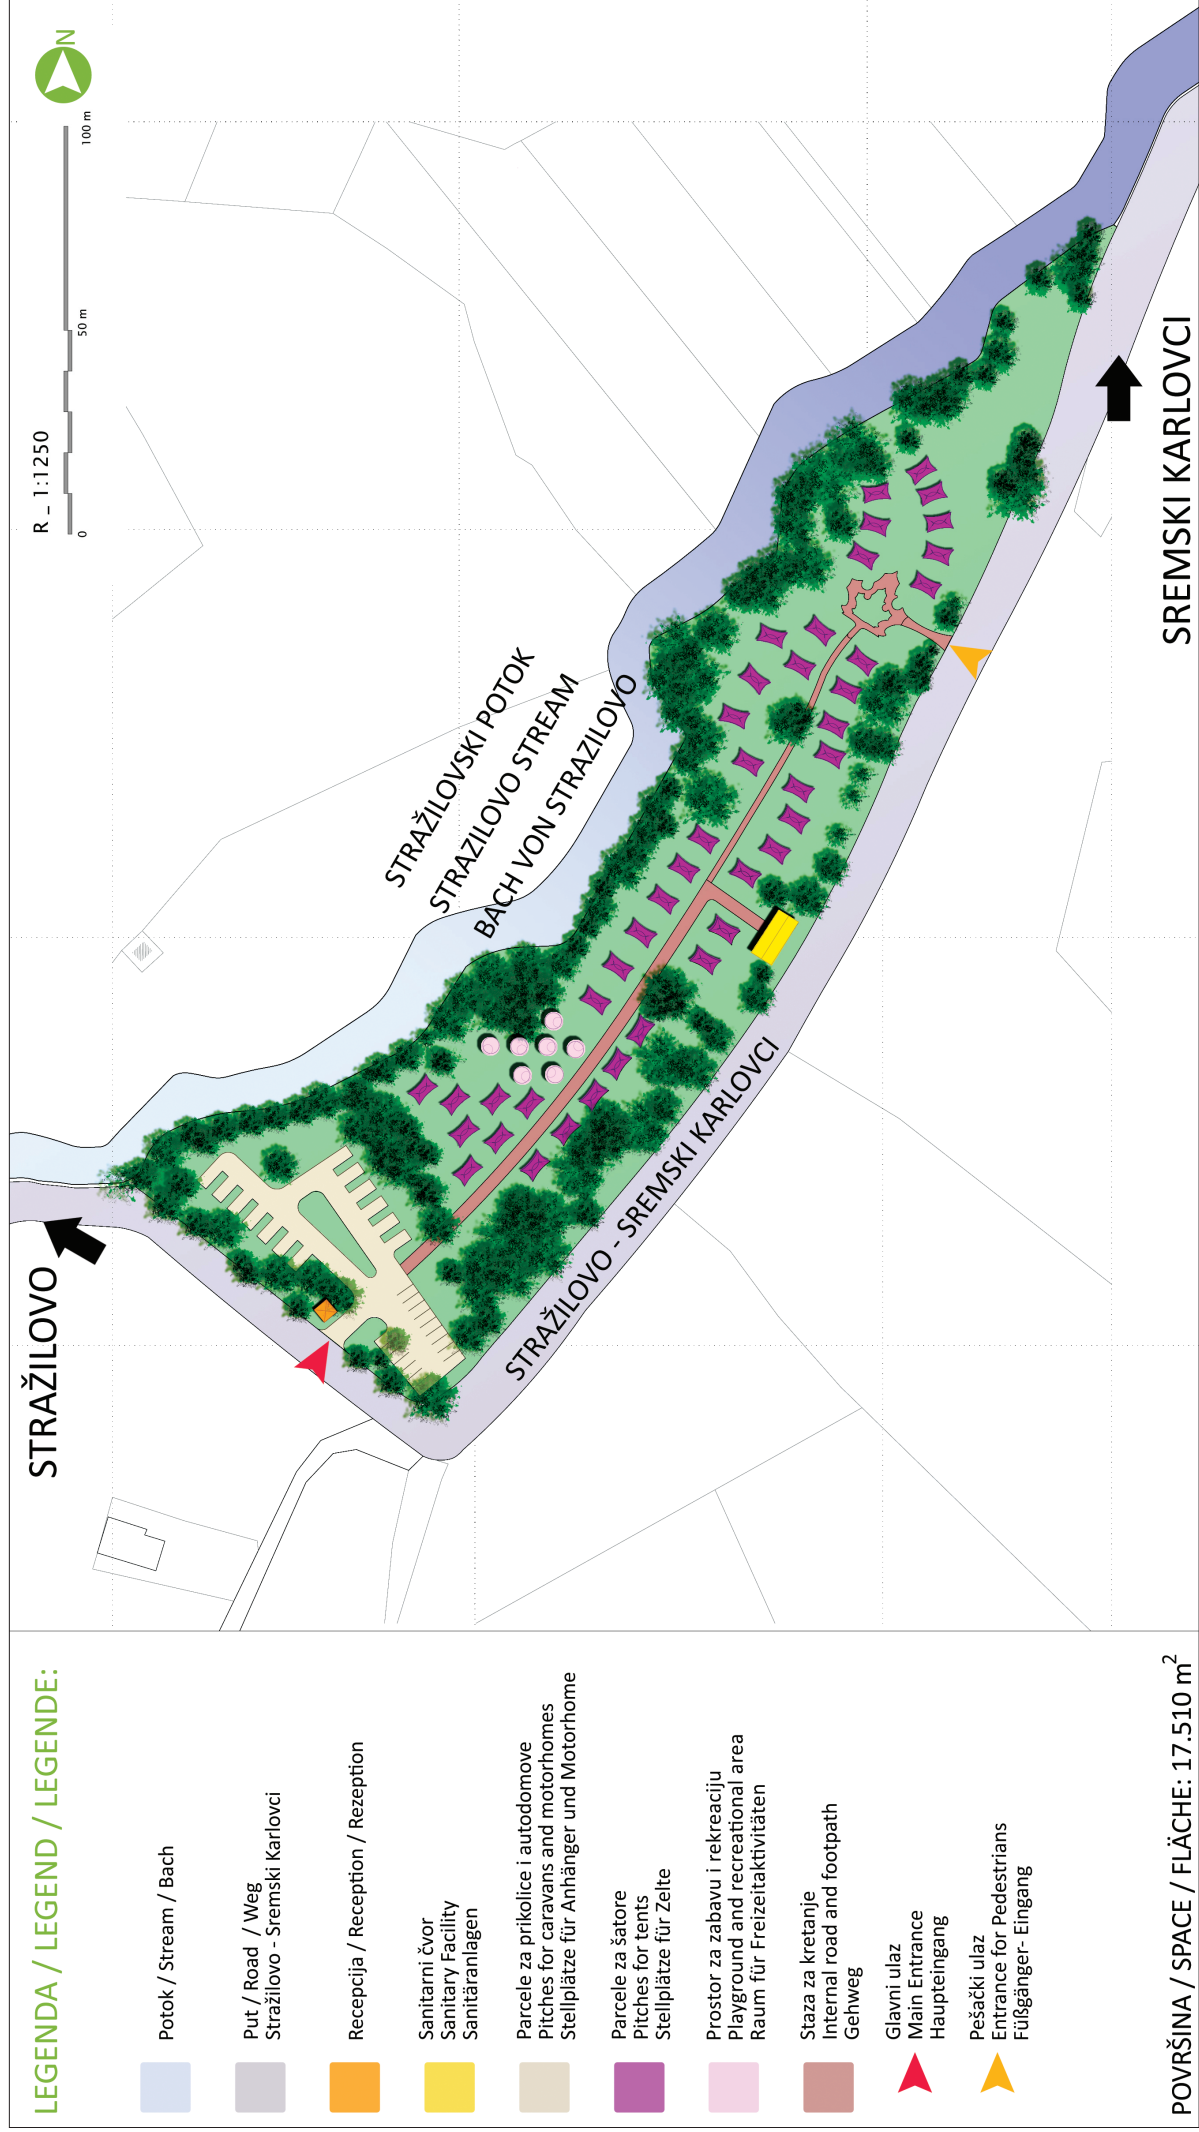 LEGENDA / LEGEND / LEGENDE:
Potok / Stream / Bach
Put / Road / Weg
Stražilovo - Sremski Karlovci
Recepcija / Reception / Rezeption
Sanitarni čvor
Sanitary Facility
Sanitäranlagen
Parcele za prikolice i autodomove
Pitches for caravans and motorhomes
Stellplätze für Anhänger und Motorhome
Parcele za šatore
Pitches for tents
Stellplätze für Zelte
Prostor za zabavu i rekreaciju
Playground and recreational area
Raum für Freizeitaktivitäten
Staza za kretanje
Internal road and footpath
Gehweg
Glavni ulaz
Main Entrance
Haupteingang
Pešački ulaz
Entrance for Pedestrians
Füßgänger- Eingang
POVRŠINA / SPACE / FLÄCHE: 17.510 m²
STRAŽILOVO
R_ 1:1250
0
50 m
100 m
N
STRAŽILOVSKI POTOK
STRAZILOVO STREAM
BACH VON STRAZILOVO
STRAŽILOVO - SREMSKI KARLOVCI
SREMSKI KARLOVCI